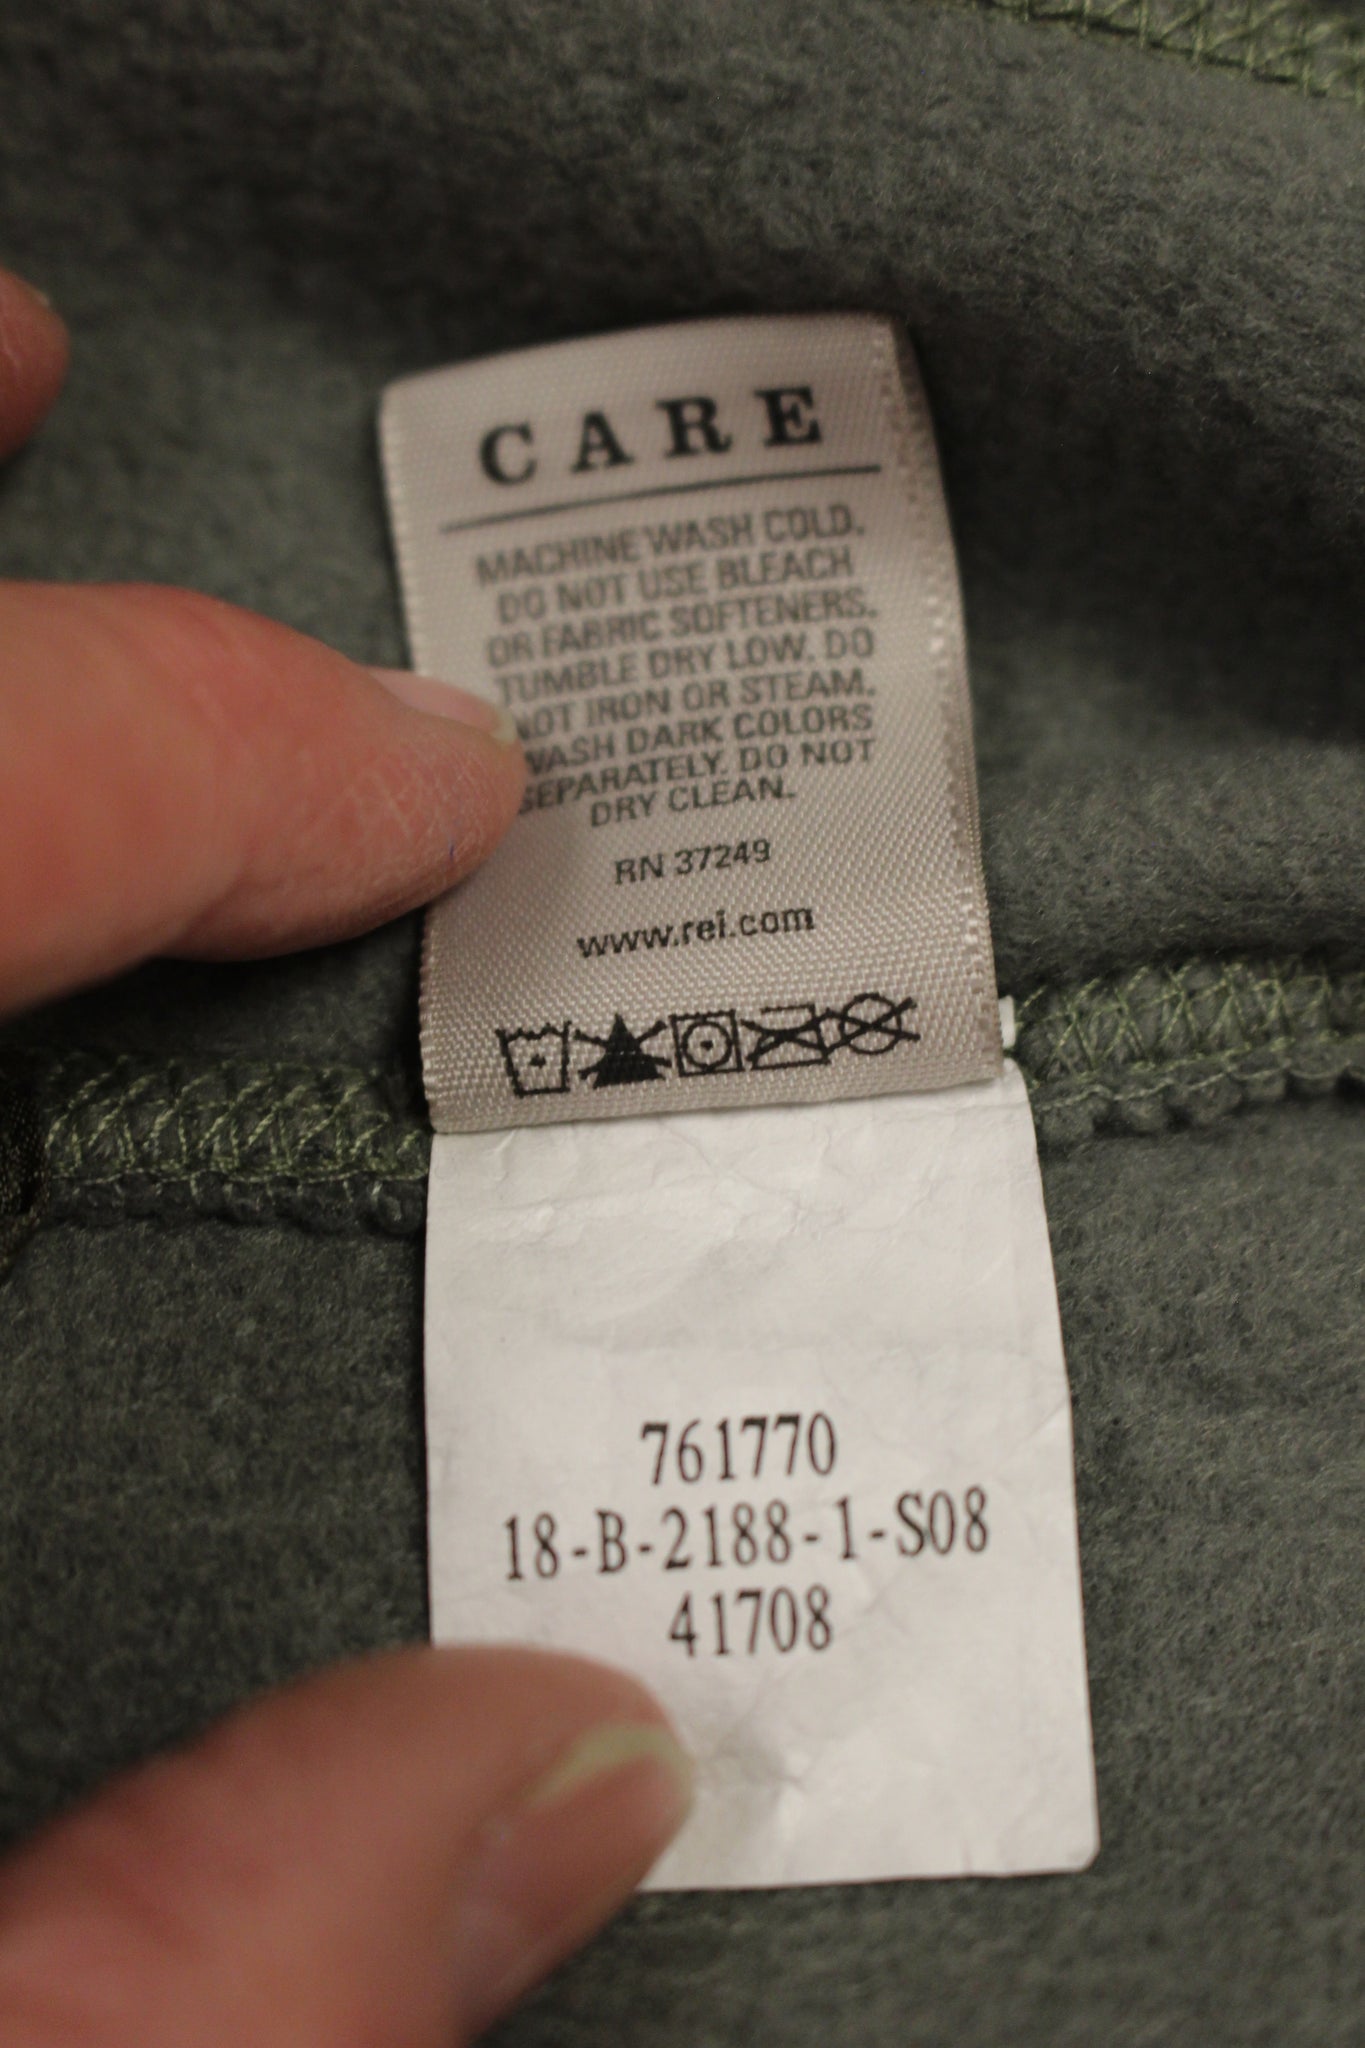 CARE
MACHINE WASH COLD.
DO NOT USE BLEACH
OR FABRIC SOFTENERS.
TUMBLE DRY LOW. DO
NOT IRON OR STEAM.
WASH DARK COLORS
SEPARATELY. DO NOT
DRY CLEAN.
RN 37249
www.rei.com
761770
18-B-2188-1-S08
41708